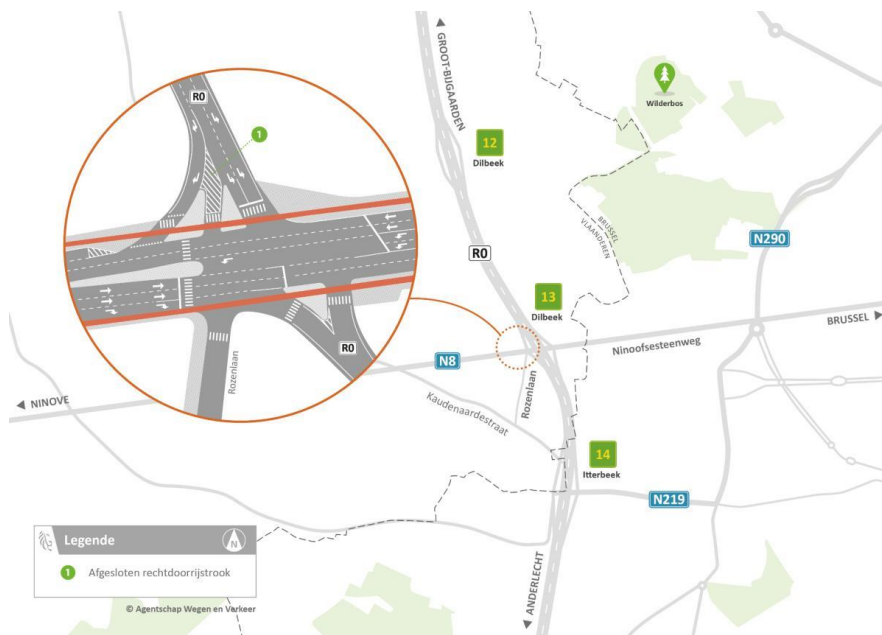 GROOT-BIJGAARDEN
Wilderbos
R0
1
12
Dilbeek
BRUSSEL
VLAANDEREN
N290
R0
13
Dilbeek
BRUSSEL
Ninoofsesteenweg
N8
R0
Rozenlaan
Rozenlaan
NINOVE
Kaudenaardestraat
14
Itterbeek
N219
Legende
N
1 Afgesloten rechtdoorrijstrook
ANDERLECHT
© Agentschap Wegen en Verkeer